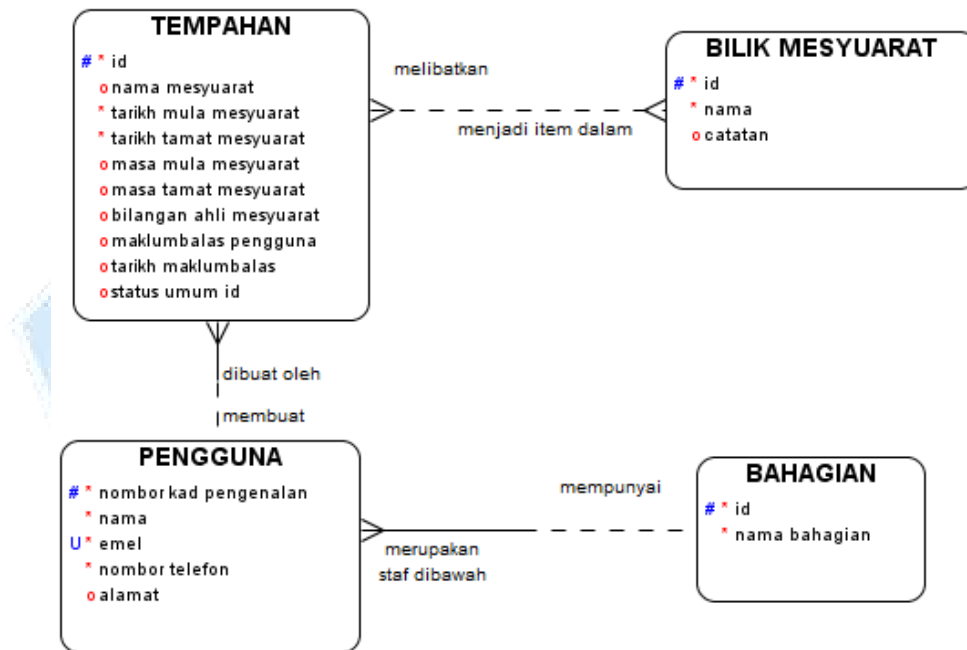 TEMPAHAN
# * id
o nama mesyuarat
* tarikh mula mesyuarat
* tarikh tamat mesyuarat
o masa mula mesyuarat
o masa tamat mesyuarat
o bilangan ahli mesyuarat
o maklumbalas pengguna
o tarikh maklumbalas
o status umum id
melibatkan
menjadi item dalam
BILIK MESYUARAT
# * id
* nama
o catatan
dibuat oleh
membuat
PENGGUNA
# * nombor kad pengenalan
* nama
U * emel
* nombor telefon
o alamat
mempunyai
merupakan
staf dibawah
BAHAGIAN
# * id
* nama bahagian